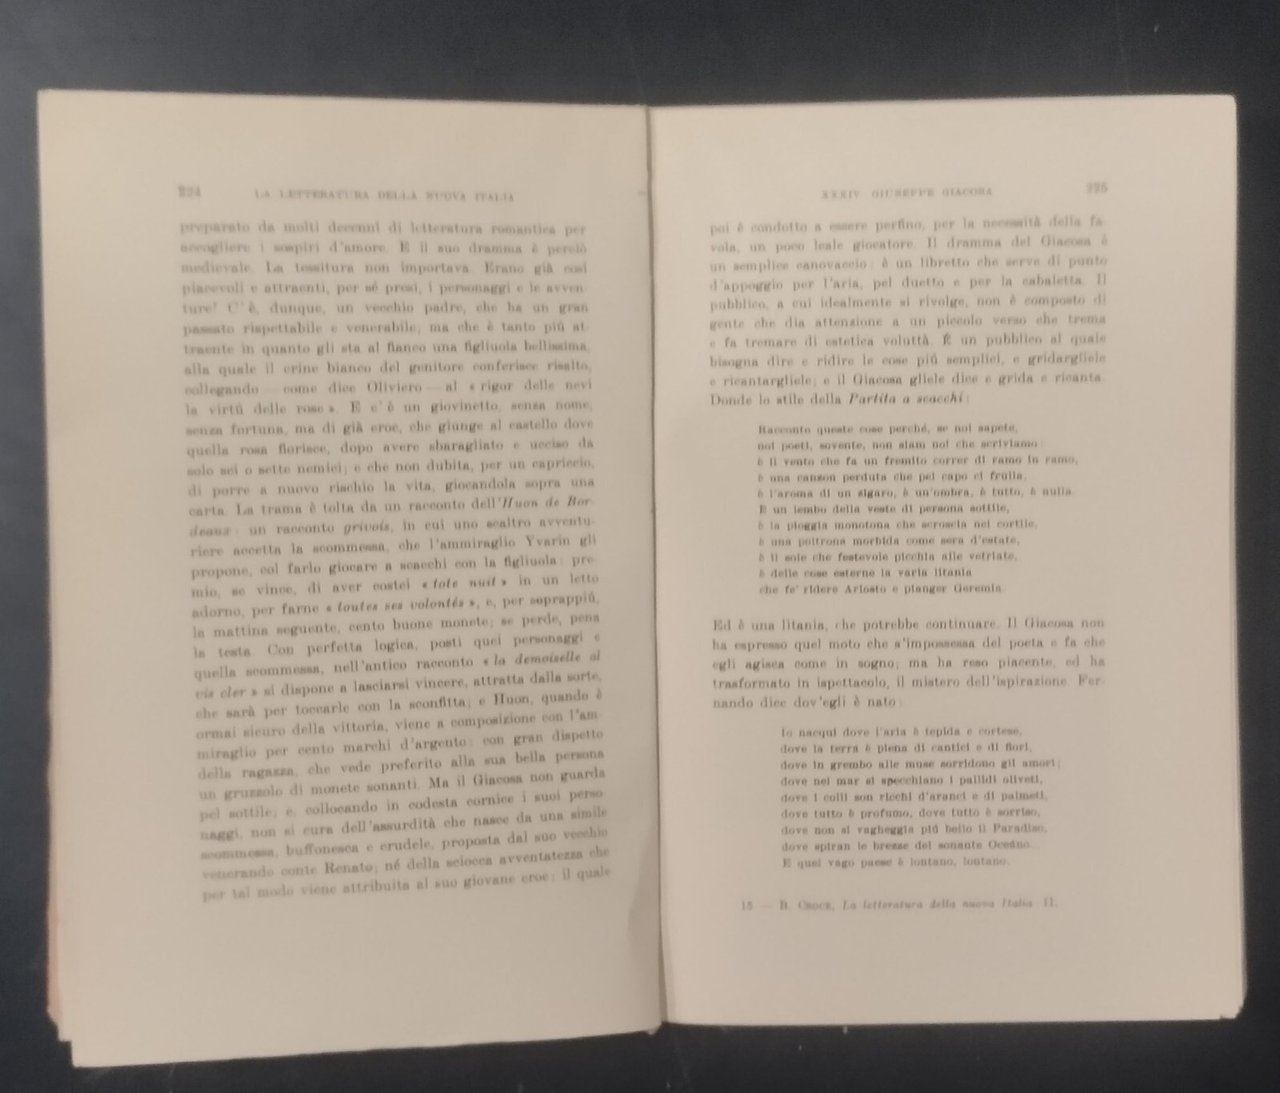 224 LA LETTERATURA DELLA NUOVA ITALIA
preparato da molti decenni di letteratura romantica per
accogliere i sospiri d'amore. E il suo dramma è perciò
medievale. La tessitura non importava. Erano già così
piacevoli e attraenti, per sé presi, i personaggi e le avven-
ture! C'è, dunque, un vecchio padre, che ha un gran
passato rispettabile e venerabile, ma che è tanto piú at-
traente in quanto gli sta al fianco una figliuola bellissima,
alla quale il crine bianco del genitore conferisce risalto,
collegando — come dice Oliviero — al « rigor delle nevi
la virtú delle rose ». E c'è un giovinetto, senza nome,
senza fortuna, ma di già eroe, che giunge al castello dove
quella rosa fiorisce, dopo avere sbaragliato e ucciso da
solo sei o sette nemici; e che non dubita, per un capriccio,
di porre a nuovo rischio la vita, giocandola sopra una
carta. La trama è tolta da un racconto dell'Huon de Bor-
deaux: un racconto grivois, in cui uno scaltro avventu-
riere accetta la scommessa, che l'ammiraglio Yvarin gli
propone, col farlo giocare a scacchi con la figliuola: pre-
mio, se vince, di aver costei « tote nuit » in un letto
adorno, per farne « toutes ses volontés », e, per soprappiú,
la mattina seguente, cento buone monete; se perde, pena
la testa. Con perfetta logica, posti quei personaggi e
quella scommessa, nell'antico racconto « la demoiselle al
vis cler » si dispone a lasciarsi vincere, attratta dalla sorte,
che sarà per toccarle con la sconfitta; e Huon, quando è
ormai sicuro della vittoria, viene a composizione con l'am-
miraglio per cento marchi d'argento: con gran dispetto
della ragazza, che vede preferito alla sua bella persona
un gruzzolo di monete sonanti. Ma il Giacosa non guarda
pel sottile; e, collocando in codesta cornice i suoi perso
naggi, non si cura dell'assurdità che nasce da una simile
scommessa, buffonesca e crudele, proposta dal suo vecchio
venerando conte Renato; né della sciocca avventatezza che
per tal modo viene attribuita al suo giovane eroe; il quale
XXXIV GIUSEPPE GIACOSA 225
poi è condotto a essere perfino, per la necessità della fa-
vola, un poco leale giocatore. Il dramma del Giacosa è
un semplice canovaccio: è un libretto che serve di punto
d'appoggio per l'aria, pel duetto e per la cabaletta. Il
pubblico, a cui idealmente si rivolge, non è composto di
gente che dia attenzione a un piccolo verso che trema
e fa tremare di estetica voluttà. È un pubblico al quale
bisogna dire e ridire le cose piú semplici, e gridargliele
e ricantargliele; e il Giacosa gliele dice e grida e ricanta.
Donde lo stile della Partita a scacchi:
Racconto queste cose perché, se nol sapete,
noi poeti, sovente, non siam noi che scriviamo:
è il vento che fa un fremito correr di ramo in ramo,
è una canzon perduta che pel capo ci frulla,
è l'aroma di un sigaro, è un'ombra, è tutto, è nulla.
È un lembo della veste di persona sottile,
è la pioggia monotona che scroscia nel cortile,
è una poltrona morbida come sera d'estate,
è il sole che festevole picchia alle vetriate,
è delle cose esterne la varia litania
che fe' ridere Ariosto e pianger Geremia.
Ed è una litania, che potrebbe continuare. Il Giacosa non
ha espresso quel moto che s'impossessa del poeta e fa che
egli agisca come in sogno; ma ha reso piacente, ed ha
trasformato in ispettacolo, il mistero dell'ispirazione. Fer-
nando dice dov'egli è nato:
Io nacqui dove l'aria è tepida e cortese,
dove la terra è piena di cantici e di fiori,
dove in grembo alle muse sorridono gli amori;
dove nel mar si specchiano i pallidi oliveti,
dove i colli son ricchi d'aranci e di palmeti,
dove tutto è profumo, dove tutto è sorriso,
dove non si vagheggia piú bello il Paradiso,
dove spiran le brezze del sonante Oceáno...
E quel vago paese è lontano, lontano.
15 — B. CROCE, La letteratura della nuova Italia II.